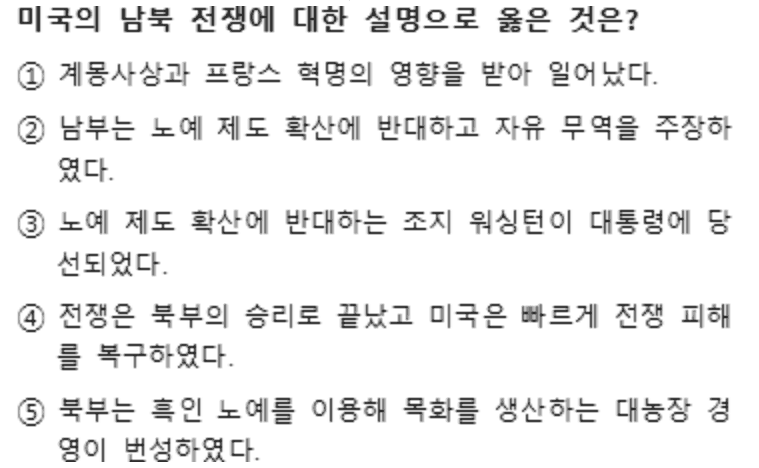 미국의 남북 전쟁에 대한 설명으로 옳은 것은?
① 계몽사상과 프랑스 혁명의 영향을 받아 일어났다.
② 남부는 노예 제도 확산에 반대하고 자유 무역을 주장하
였다.
③ 노예 제도 확산에 반대하는 조지 워싱턴이 대통령에 당
선되었다.
④ 전쟁은 북부의 승리로 끝났고 미국은 빠르게 전쟁 피해
를 복구하였다.
⑤ 북부는 흑인 노예를 이용해 목화를 생산하는 대농장 경
영이 번성하였다.